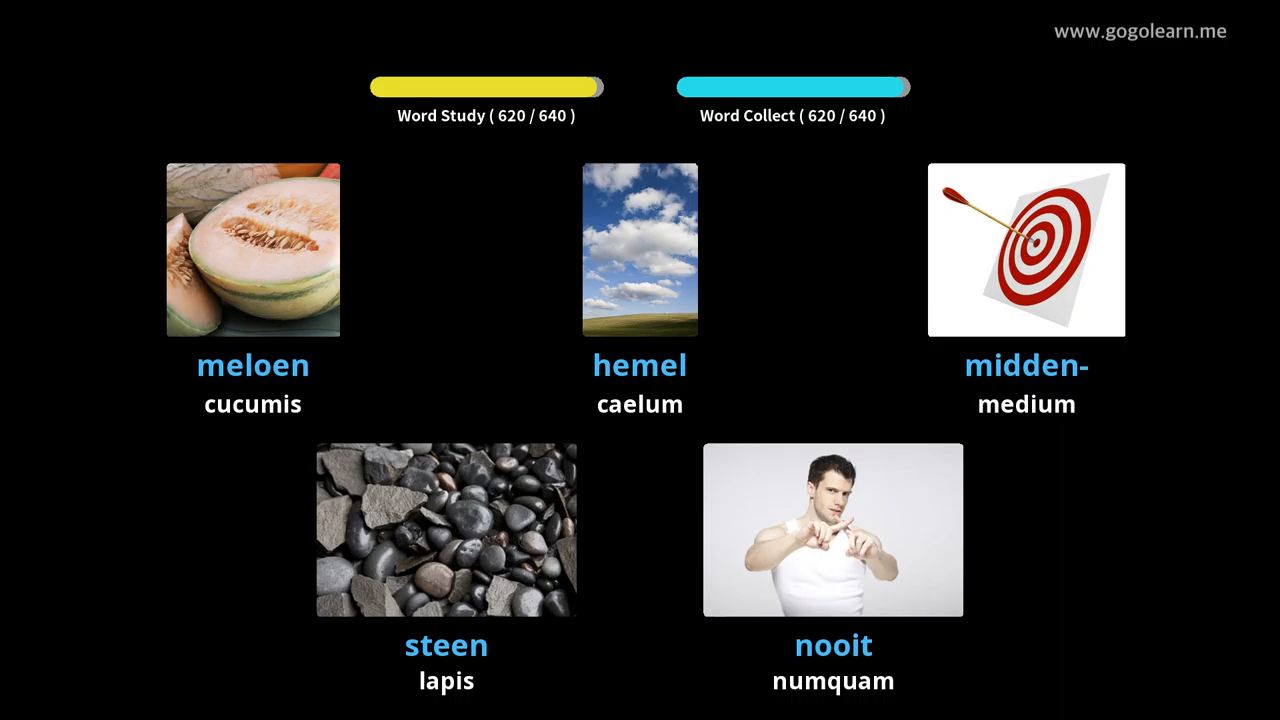 www.gogolearn.me
Word Study ( 620 / 640 )
Word Collect ( 620 / 640 )
meloen
cucumis
hemel
caelum
midden-
medium
steen
lapis
nooit
numquam